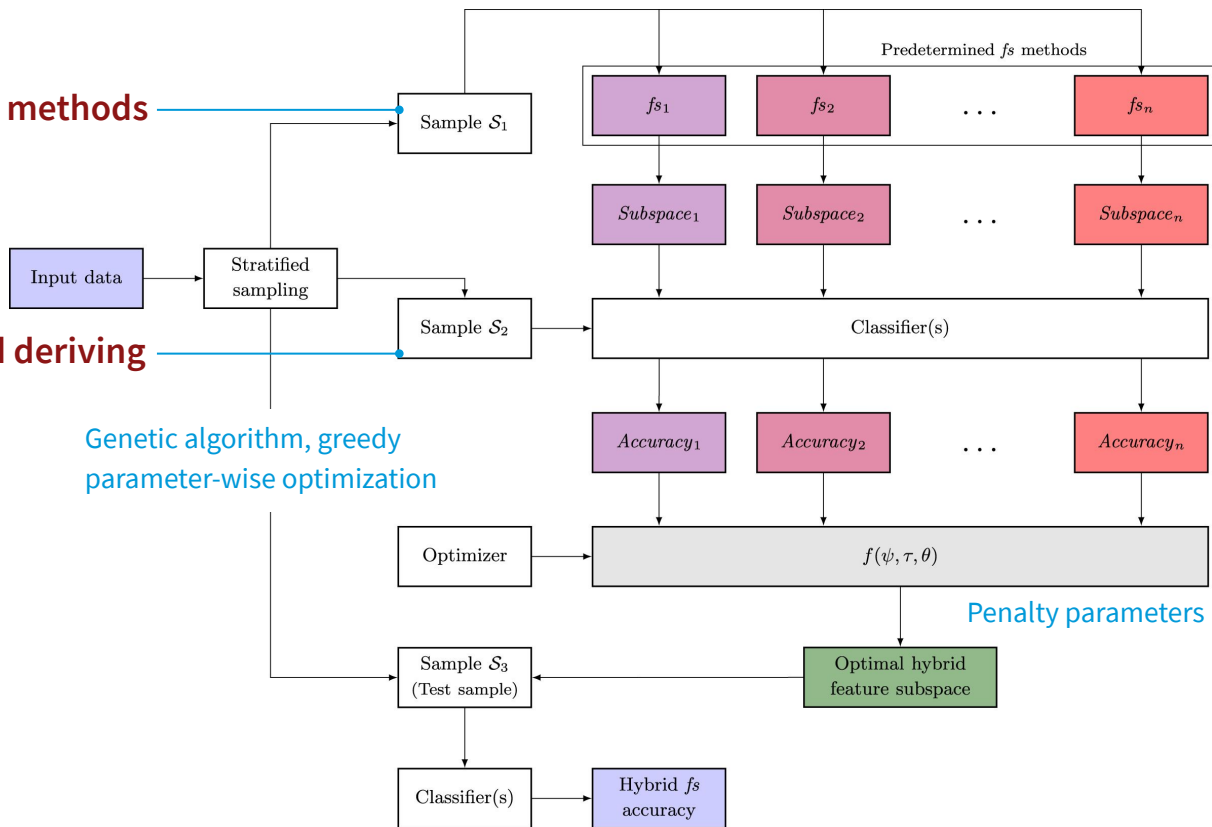 Predetermined fs methods
methods
Sample S₁
fs₁
fs₂
. . .
fsₙ
Subspace₁
Subspace₂
. . .
Subspaceₙ
Input data
Stratified
sampling
Sample S₂
Classifier(s)
deriving
Genetic algorithm, greedy
parameter-wise optimization
Accuracy₁
Accuracy₂
. . .
Accuracyₙ
Optimizer
f(ψ, τ, θ)
Penalty parameters
Sample S₃
(Test sample)
Optimal hybrid
feature subspace
Classifier(s)
Hybrid fs
accuracy